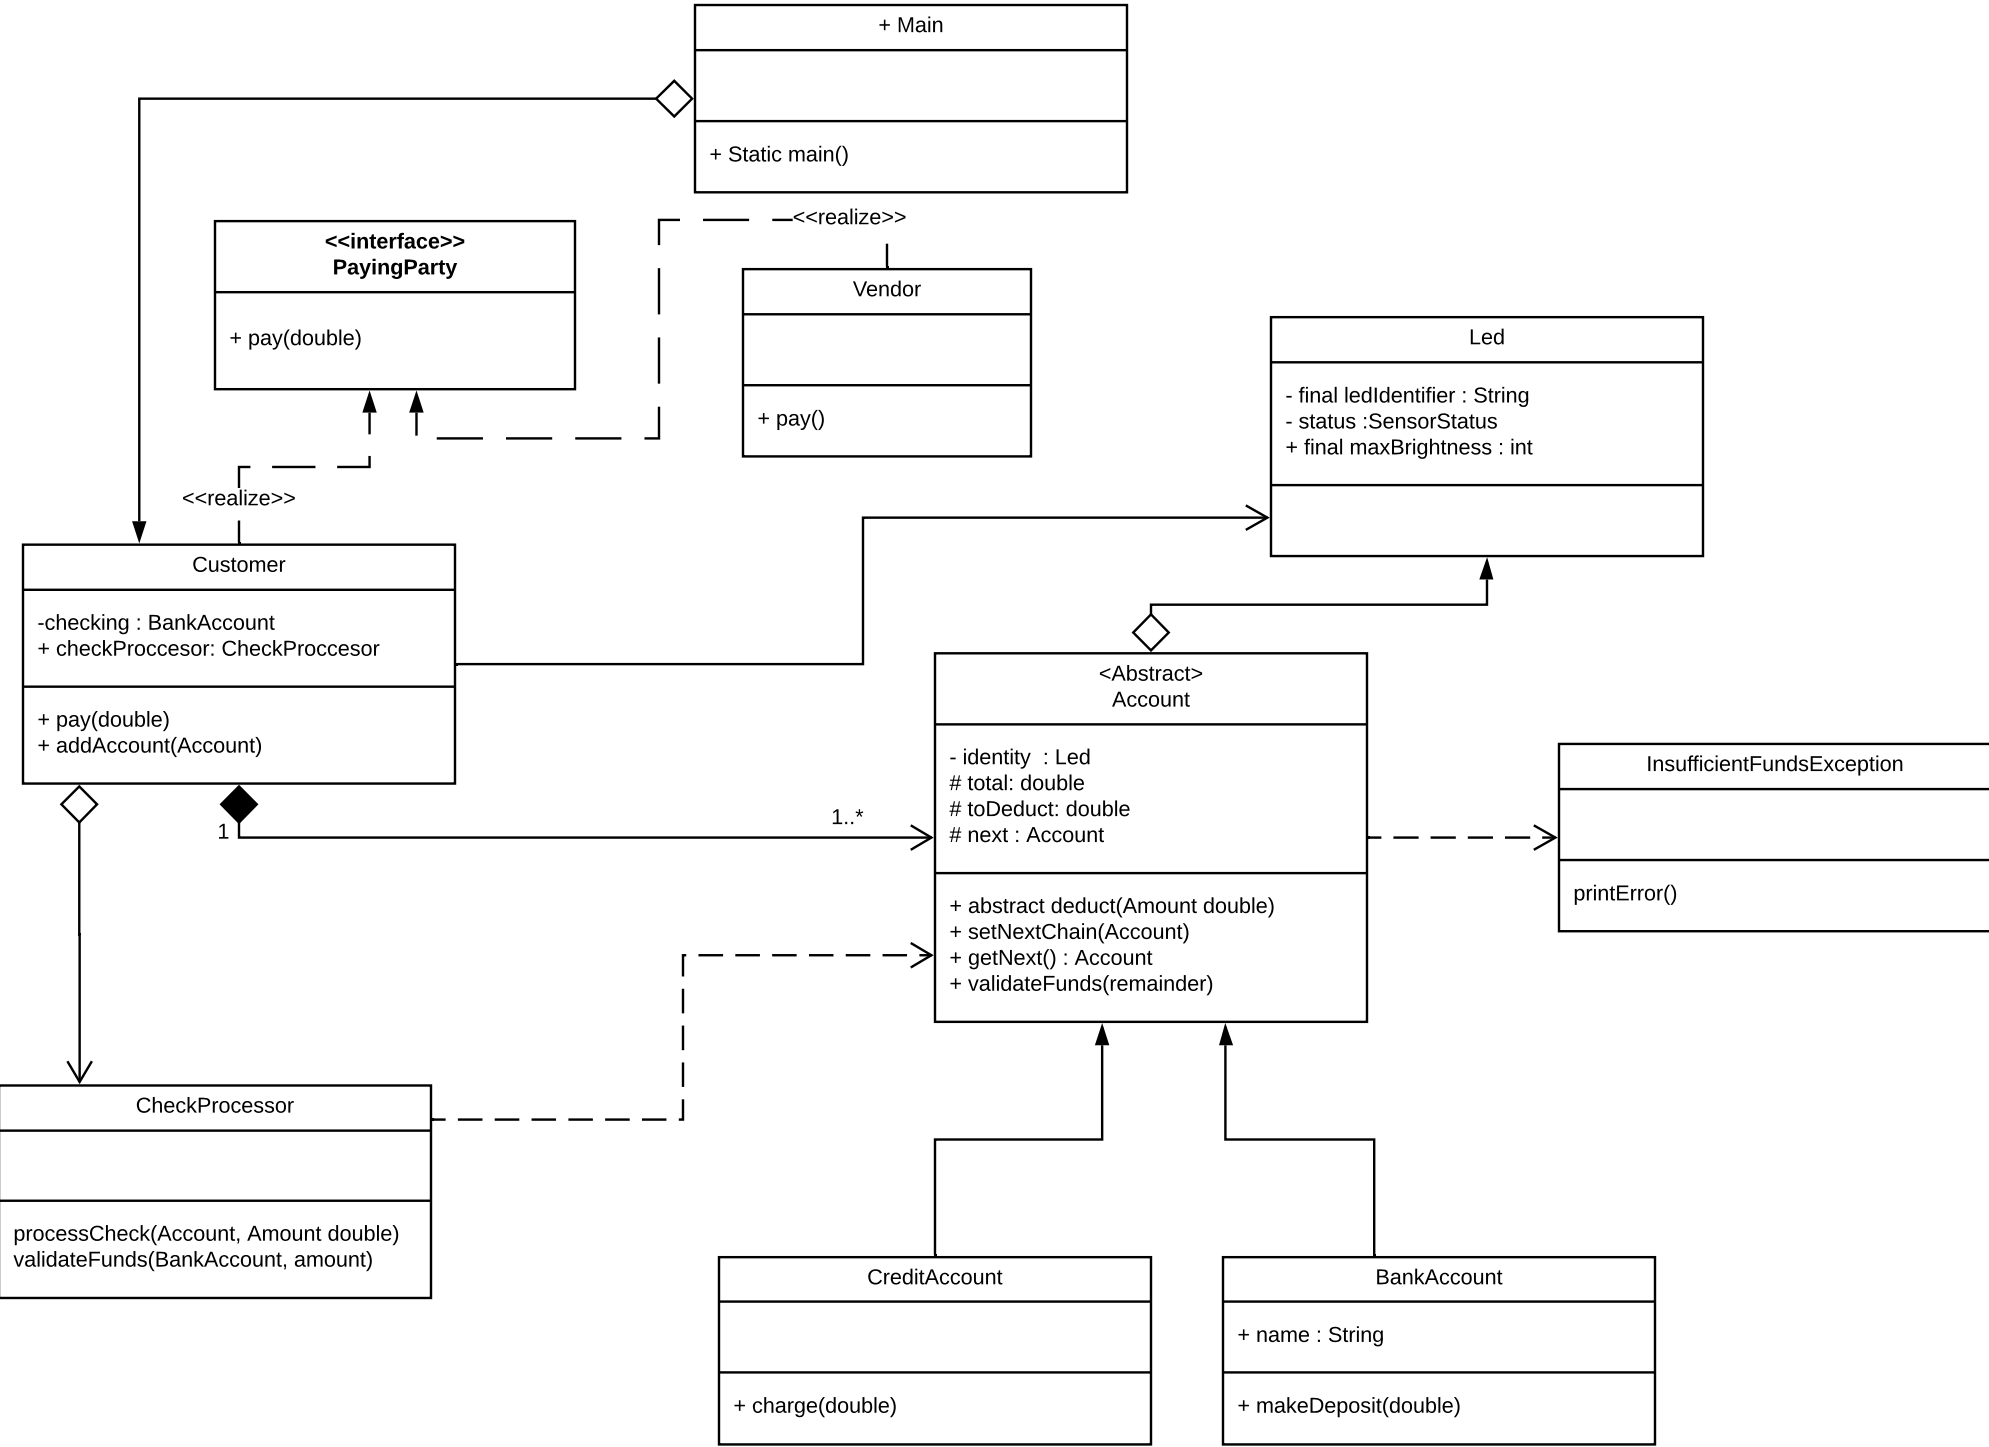 + Main
+ Static main()
<<realize>>
<<interface>>
PayingParty
+ pay(double)
Vendor
+ pay()
Led
- final ledIdentifier : String
- status :SensorStatus
+ final maxBrightness : int
<<realize>>
Customer
-checking : BankAccount
+ checkProccesor: CheckProccesor
+ pay(double)
+ addAccount(Account)
1
1..*
<Abstract>
Account
- identity  : Led
# total: double
# toDeduct: double
# next : Account
+ abstract deduct(Amount double)
+ setNextChain(Account)
+ getNext() : Account
+ validateFunds(remainder)
InsufficientFundsException
printError()
CheckProcessor
processCheck(Account, Amount double)
validateFunds(BankAccount, amount)
CreditAccount
+ charge(double)
BankAccount
+ name : String
+ makeDeposit(double)